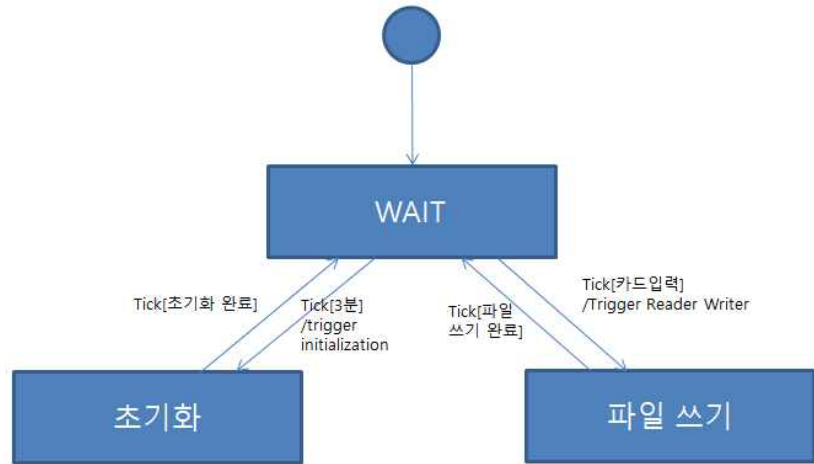 WAIT
Tick[초기화 완료]
Tick[3분]
/trigger
initialization
Tick[파일
쓰기 완료]
Tick[카드입력]
/Trigger Reader Writer
초기화
파일 쓰기